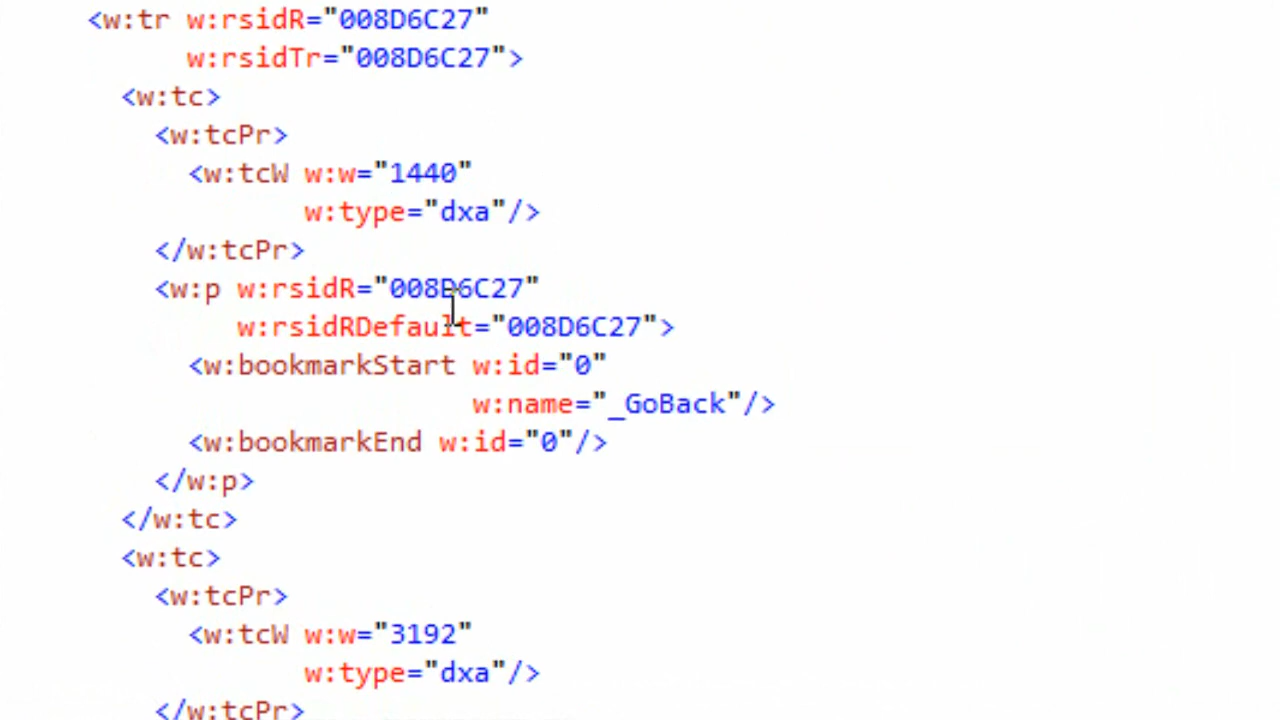 <w:tr w:rsidR="008D6C27"
w:rsidTr="008D6C27">
<w:tc>
<w:tcPr>
<w:tcW w:w="1440"
w:type="dxa"/>
</w:tcPr>
<w:p w:rsidR="008D6C27"
w:rsidRDefault="008D6C27">
<w:bookmarkStart w:id="0"
w:name="_GoBack"/>
<w:bookmarkEnd w:id="0"/>
</w:p>
</w:tc>
<w:tc>
<w:tcPr>
<w:tcW w:w="3192"
w:type="dxa"/>
</w:tcPr>